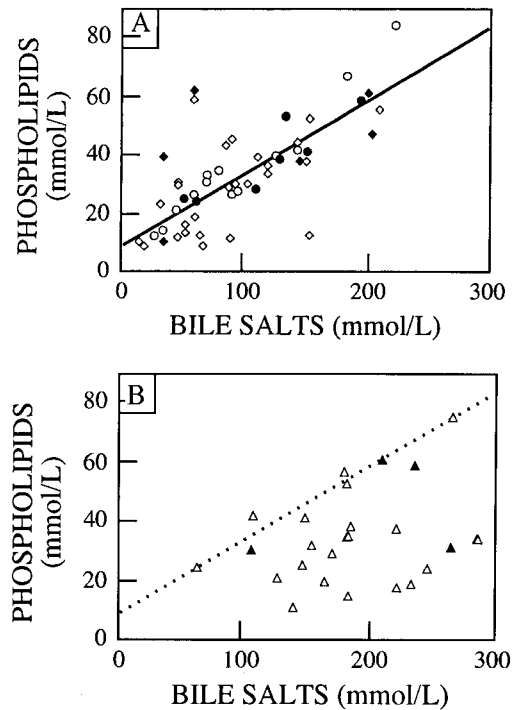 A
80
60
40
20
0
PHOSPHOLIPIDS
(mmol/L)
0 100 200 300
BILE SALTS (mmol/L)
B
80
60
40
20
0
PHOSPHOLIPIDS
(mmol/L)
0 100 200 300
BILE SALTS (mmol/L)